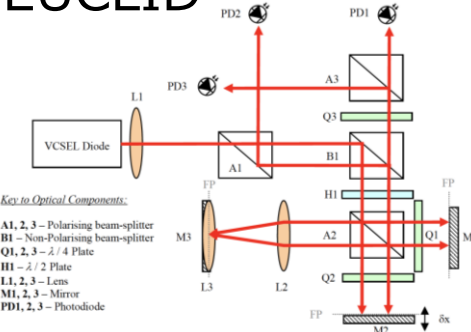 EUCLID
PD2
PD1
PD3
A3
L1
Q3
VCSEL Diode
A1
B1
FP
H1
FP
Key to Optical Components:
A1, 2, 3 – Polarising beam-splitter
B1 – Non-Polarising beam-splitter
Q1, 2, 3 – λ / 4 Plate
H1 – λ / 2 Plate
L1, 2, 3 – Lens
M1, 2, 3 – Mirror
PD1, 2, 3 – Photodiode
M3
A2
Q1
L3
L2
Q2
FP
δx
M2